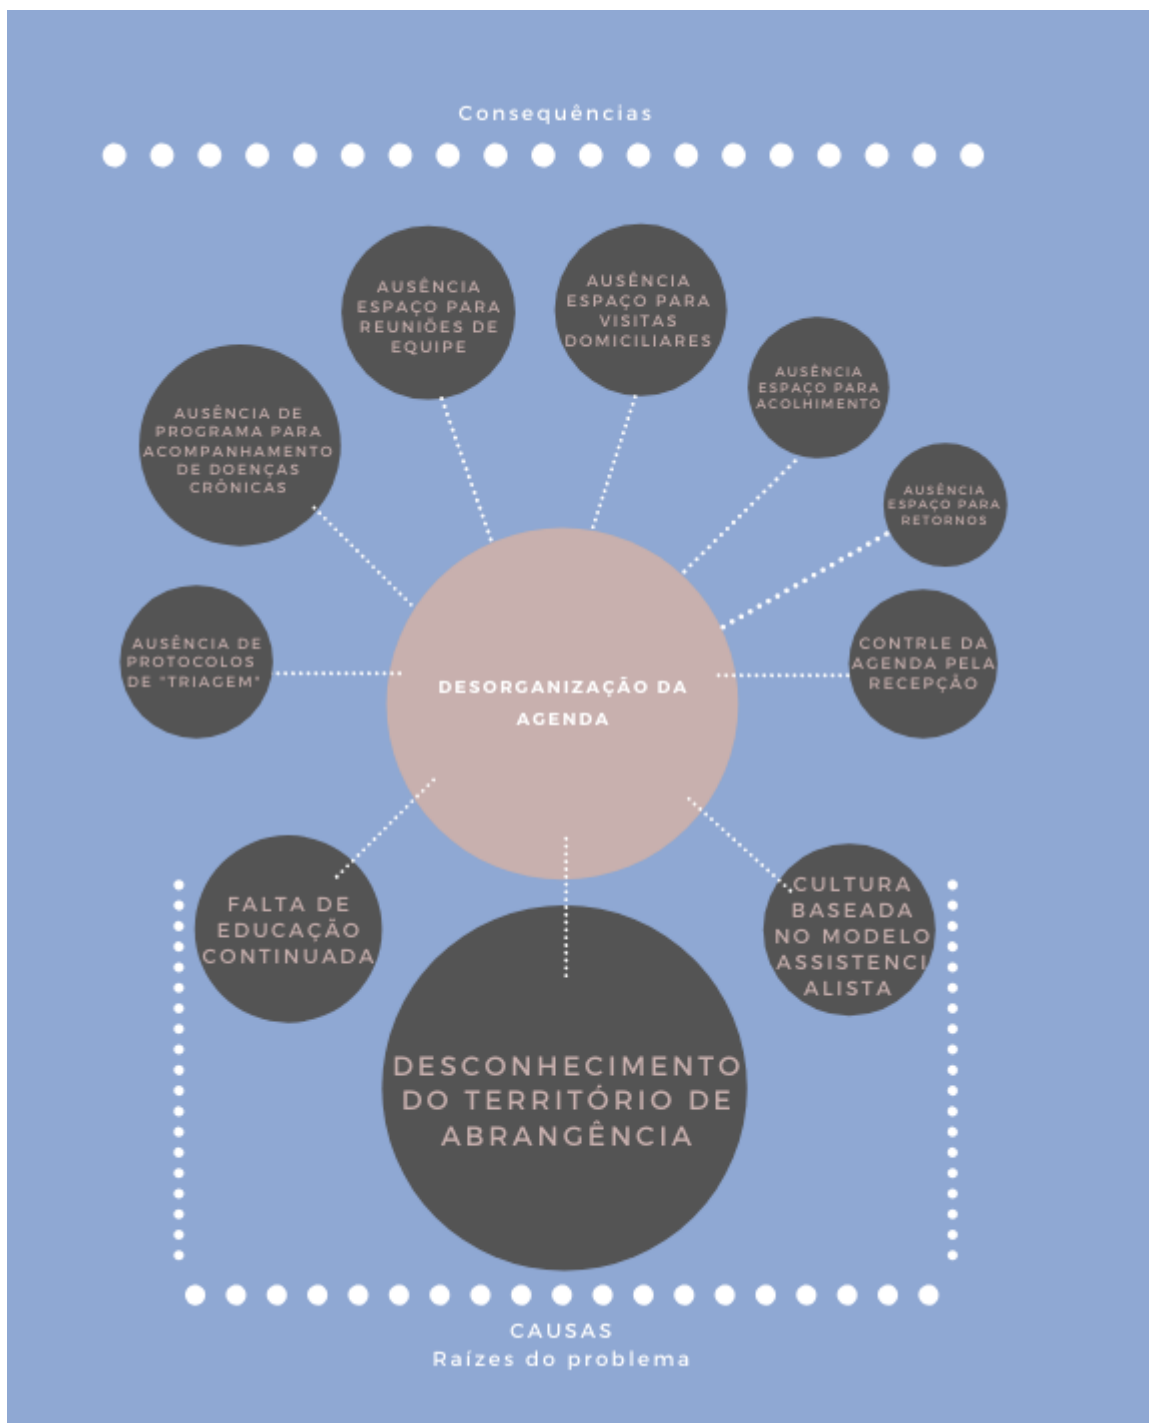 Consequências
AUSÊNCIA
ESPAÇO PARA
REUNIÕES DE
EQUIPE
AUSÊNCIA
ESPAÇO PARA
VISITAS
DOMICILIARES
AUSÊNCIA
ESPAÇO PARA
ACOLHIMENTO
AUSÊNCIA DE
PROGRAMA PARA
ACOMPANHAMENTO
DE DOENÇAS
CRÔNICAS
AUSÊNCIA
ESPAÇO PARA
RETORNOS
AUSÊNCIA DE
PROTOCOLOS
DE "TRIAGEM"
CONTRLE DA
AGENDA PELA
RECEPÇÃO
DESORGANIZAÇÃO DA
AGENDA
FALTA DE
EDUCAÇÃO
CONTINUADA
CULTURA
BASEADA
NO MODELO
ASSISTENCI
ALISTA
DESCONHECIMENTO
DO TERRITÓRIO DE
ABRANGÊNCIA
CAUSAS
Raízes do problema